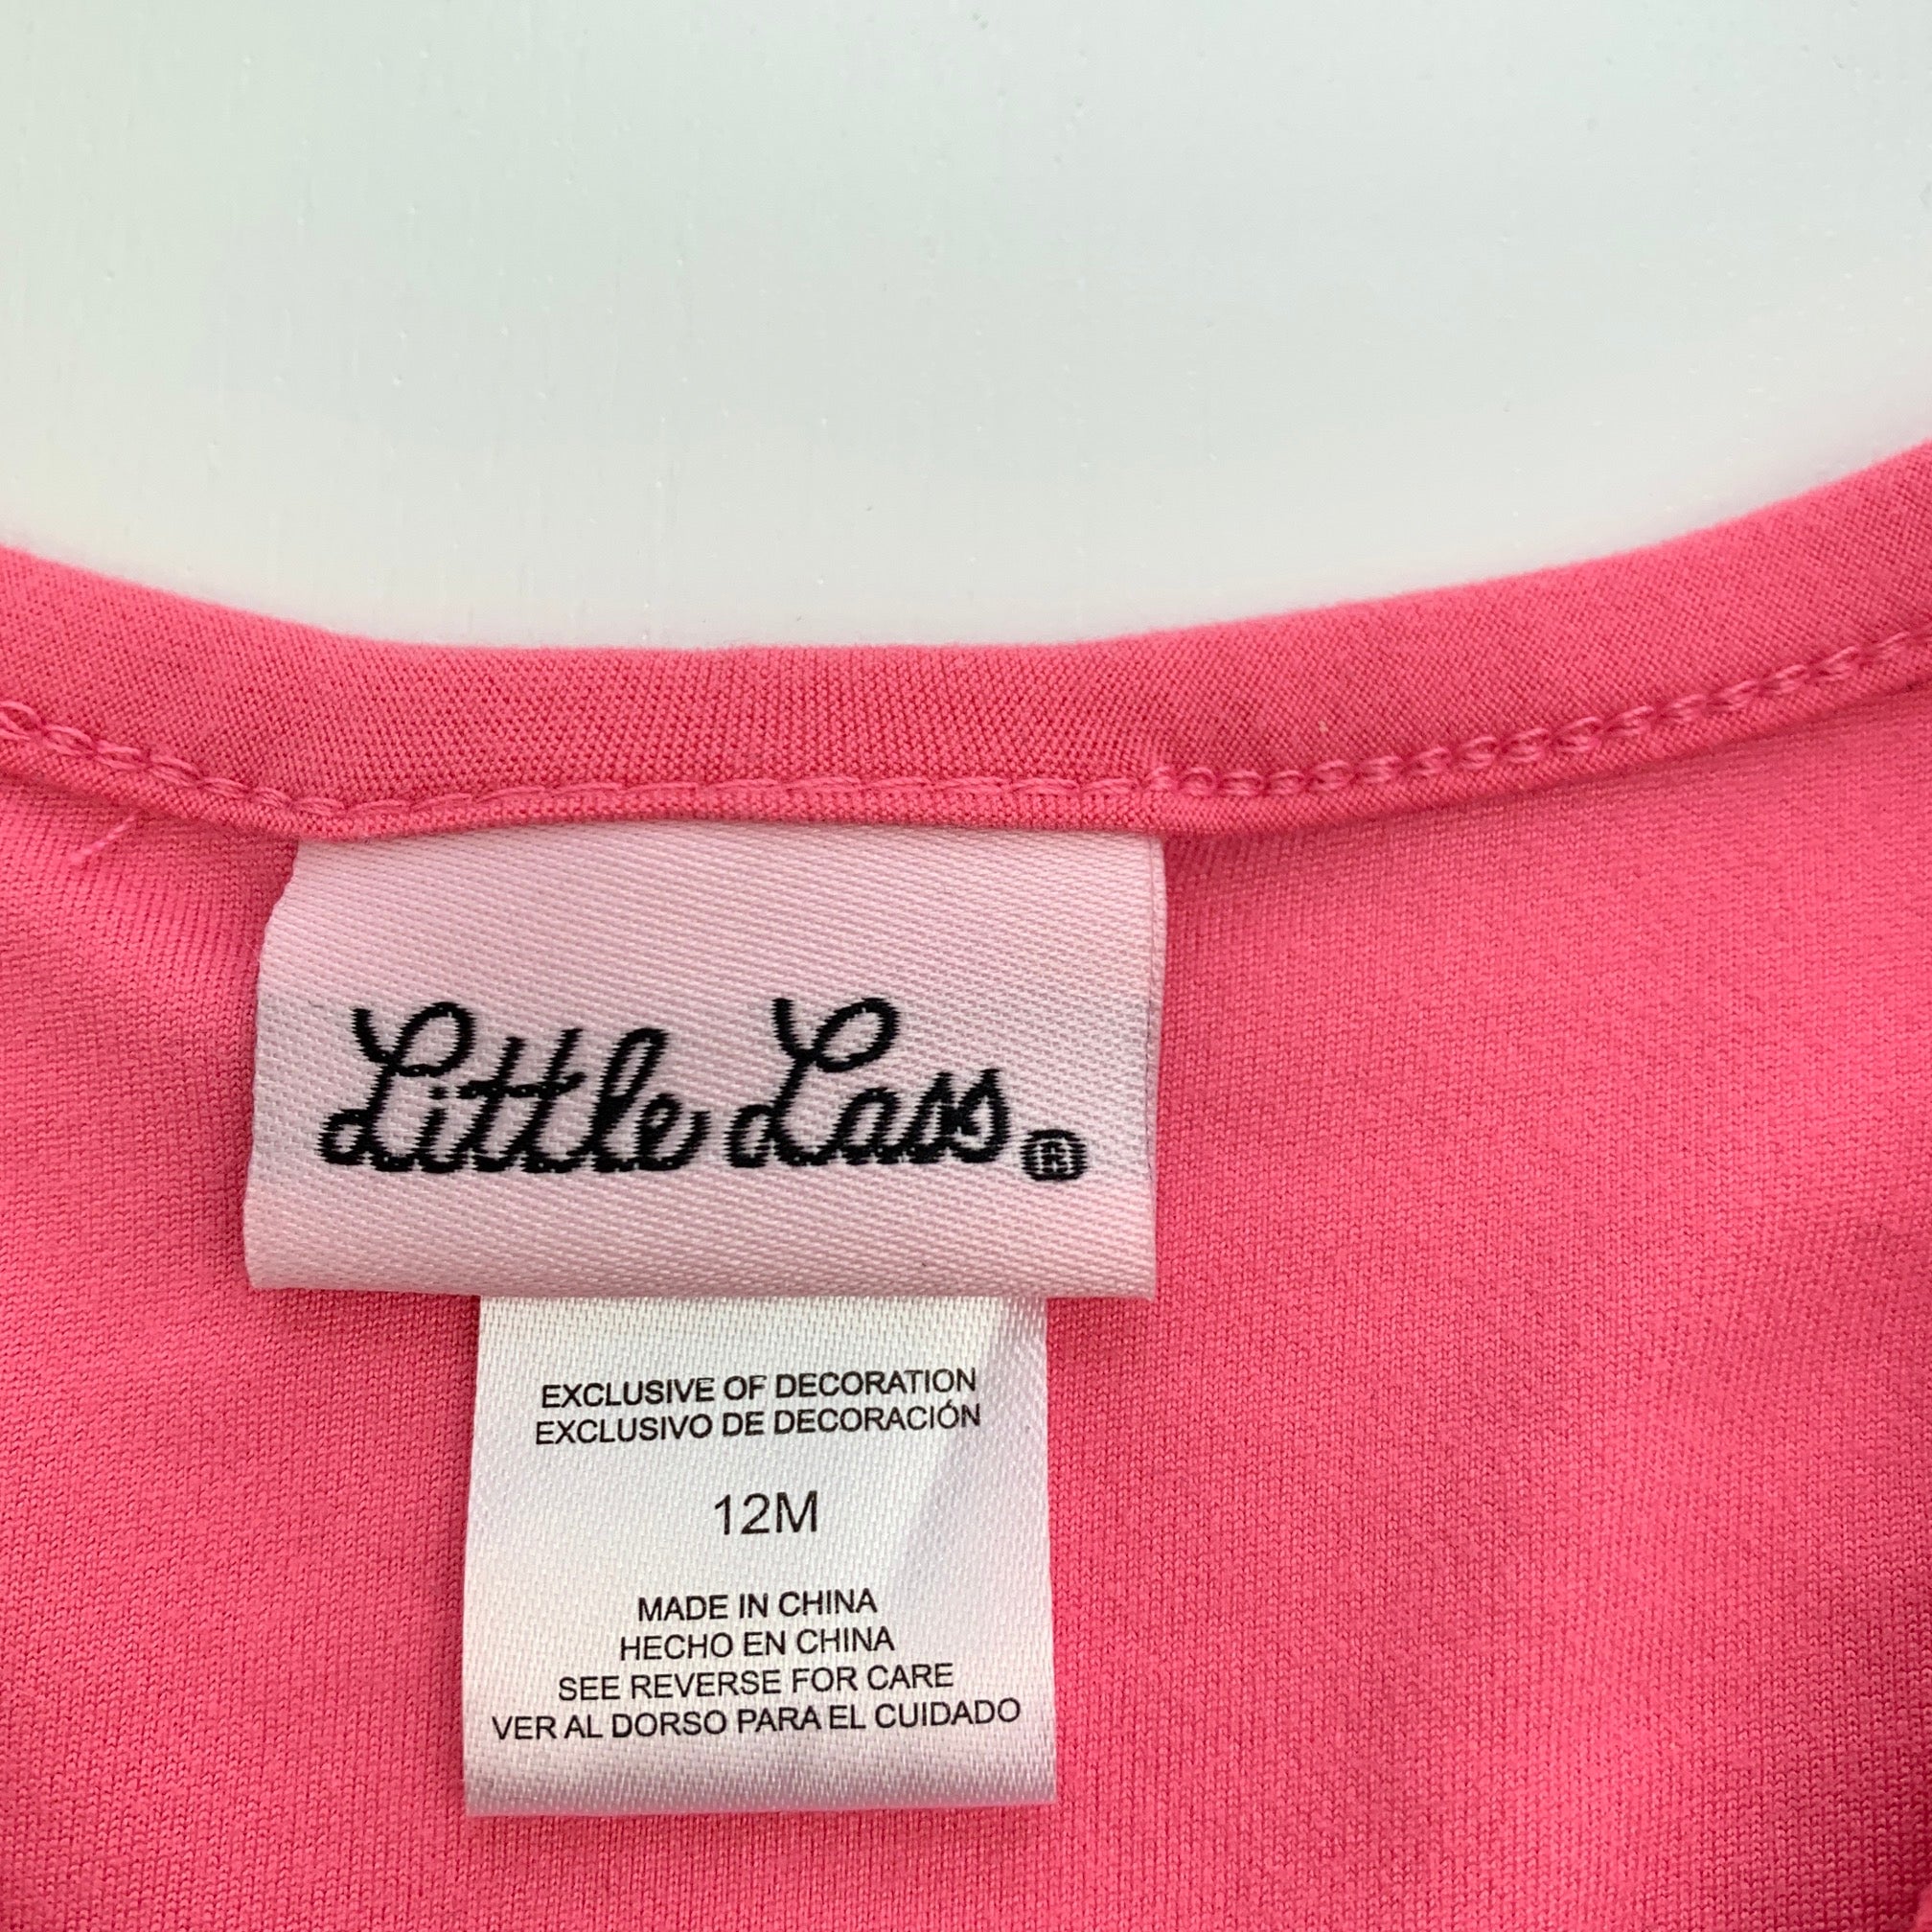 Little Lass®
EXCLUSIVE OF DECORATION
EXCLUSIVO DE DECORACIÓN
12M
MADE IN CHINA
HECHO EN CHINA
SEE REVERSE FOR CARE
VER AL DORSO PARA EL CUIDADO